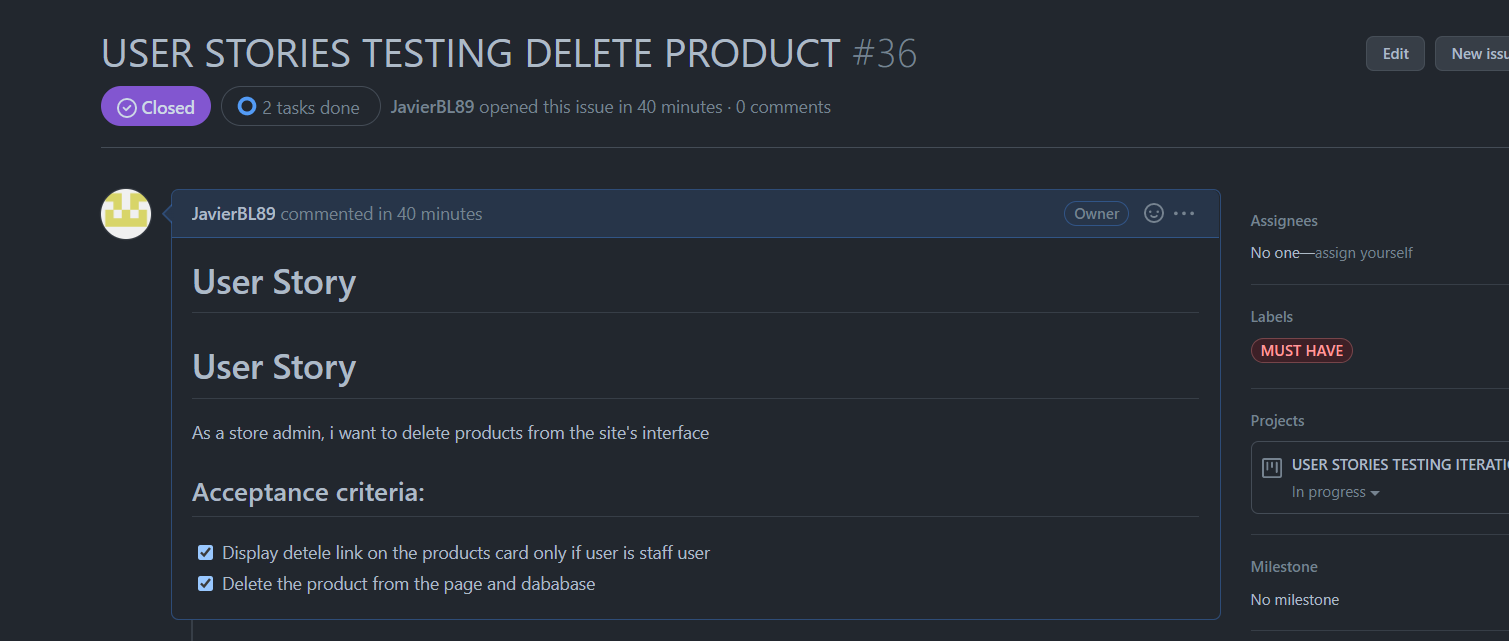 USER STORIES TESTING DELETE PRODUCT #36
Edit
New issu
Closed
2 tasks done
JavierBL89 opened this issue in 40 minutes · 0 comments
JavierBL89 commented in 40 minutes
Owner
User Story
User Story
As a store admin, i want to delete products from the site's interface
Acceptance criteria:
Display detele link on the products card only if user is staff user
Delete the product from the page and dababase
Assignees
No one—assign yourself
Labels
MUST HAVE
Projects
USER STORIES TESTING ITERATI
In progress
Milestone
No milestone